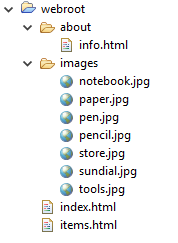 webroot
about
info.html
images
notebook.jpg
paper.jpg
pen.jpg
pencil.jpg
store.jpg
sundial.jpg
tools.jpg
index.html
items.html